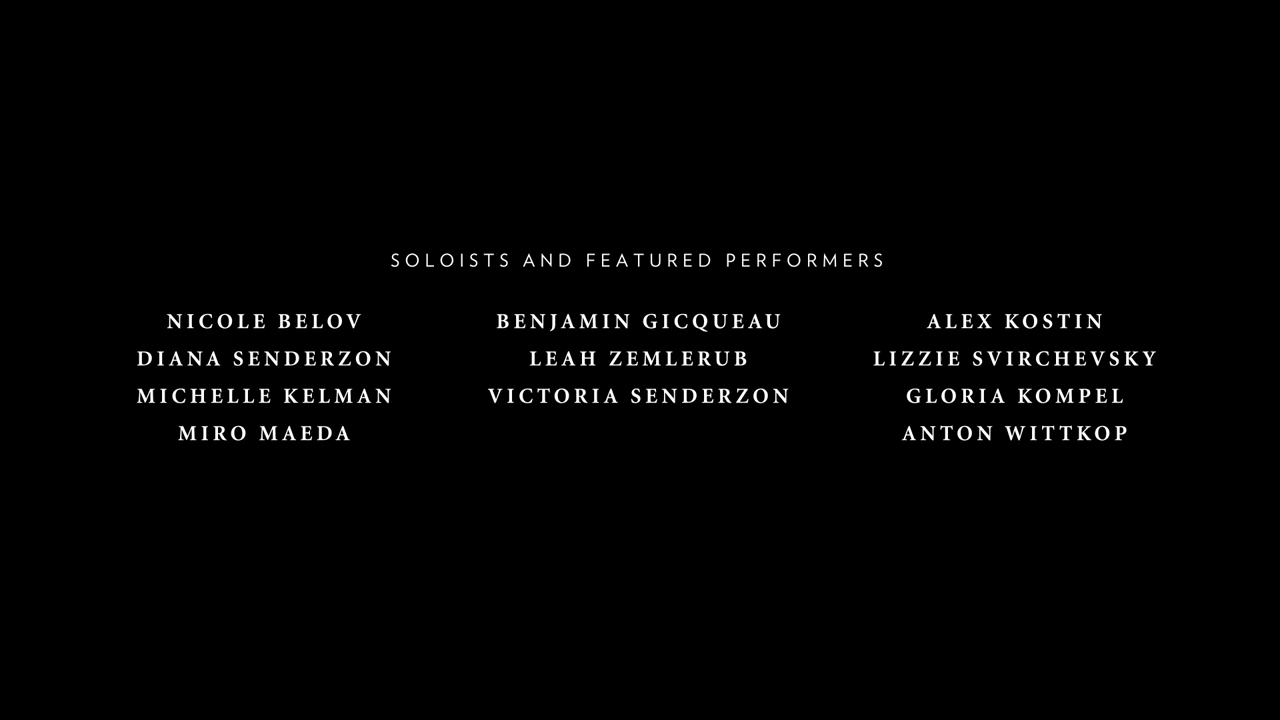 SOLOISTS AND FEATURED PERFORMERS
NICOLE BELOV
DIANA SENDERZON
MICHELLE KELMAN
MIRO MAEDA
BENJAMIN GICQUEAU
LEAH ZEMLERUB
VICTORIA SENDERZON
ALEX KOSTIN
LIZZIE SVIRCHEVSKY
GLORIA KOMPEL
ANTON WITTKOP